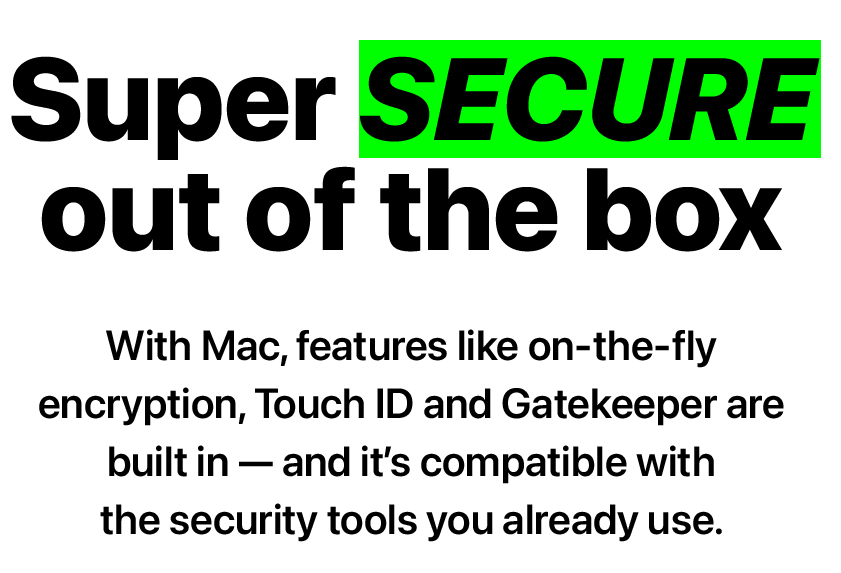 Super SECURE
out of the box
With Mac, features like on-the-fly
encryption, Touch ID and Gatekeeper are
built in — and it’s compatible with
the security tools you already use.